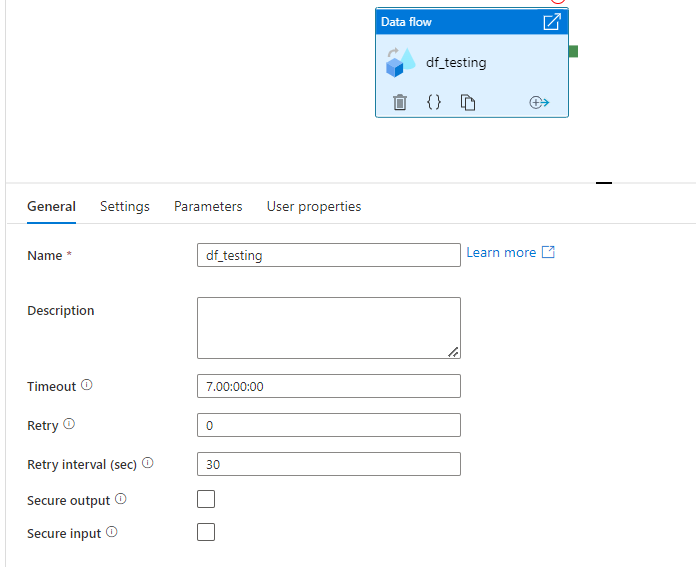 Data flow
df_testing
{}
General Settings Parameters User properties
Name *
df_testing
Learn more
Description
Timeout
7.00:00:00
Retry
0
Retry interval (sec)
30
Secure output
Secure input